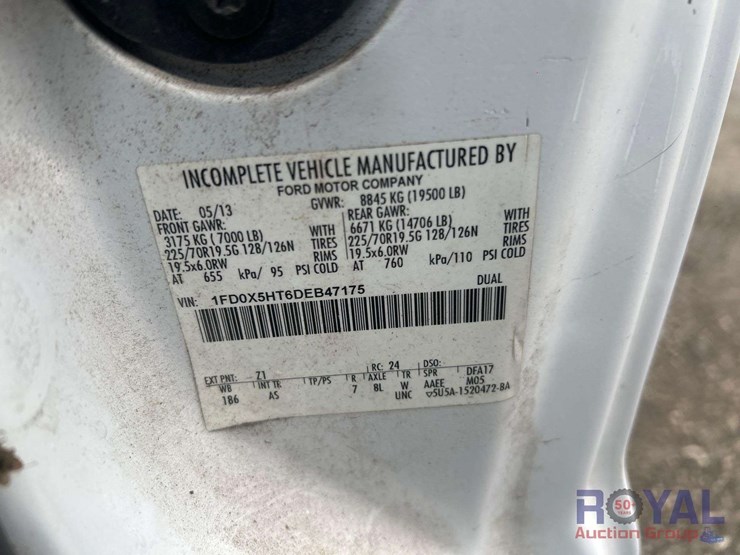 INCOMPLETE VEHICLE MANUFACTURED BY
FORD MOTOR COMPANY
DATE: 05/13 GVWR: 8845 KG (19500 LB)
FRONT GAWR: REAR GAWR:
3175 KG ( 7000 LB) WITH 6671 KG (14706 LB) WITH
225/70R19.5G 128/126N TIRES 225/70R19.5G 128/126N TIRES
19.5x6.0RW RIMS 19.5x6.0RW RIMS
AT 655 kPa/ 95 PSI COLD AT 760 kPa/110 PSI COLD
VIN: 1FD0X5HT6DEB47175 DUAL
EXT PNT: Z1 RC: 24 DSO:
WB INT TR TP/PS R AXLE TR SPR DFA17
186 AS 7 8L W AAEE M05
UNC ▽5U5A-1520472-BA
ROYAL
50+
YEARS
Auction Group